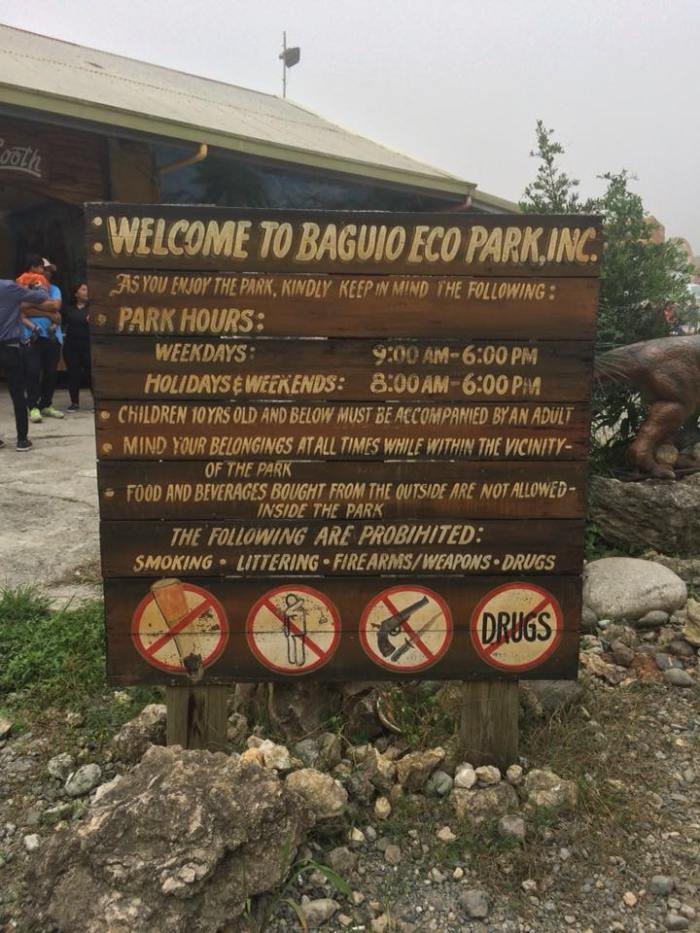 ooth
WELCOME TO BAGUIO ECO PARK, INC.
AS YOU ENJOY THE PARK, KINDLY KEEP IN MIND THE FOLLOWING:
PARK HOURS:
WEEKDAYS: 9:00 AM-6:00 PM
HOLIDAYS & WEEKENDS: 8:00 AM-6:00 PM
• CHILDREN 10YRS OLD AND BELOW MUST BE ACCOMPANIED BY AN ADULT
• MIND YOUR BELONGINGS AT ALL TIMES WHILE WITHIN THE VICINITY-
OF THE PARK
• FOOD AND BEVERAGES BOUGHT FROM THE OUTSIDE ARE NOT ALLOWED-
INSIDE THE PARK
THE FOLLOWING ARE PROBIHITED:
SMOKING • LITTERING • FIREARMS/WEAPONS • DRUGS
DRUGS